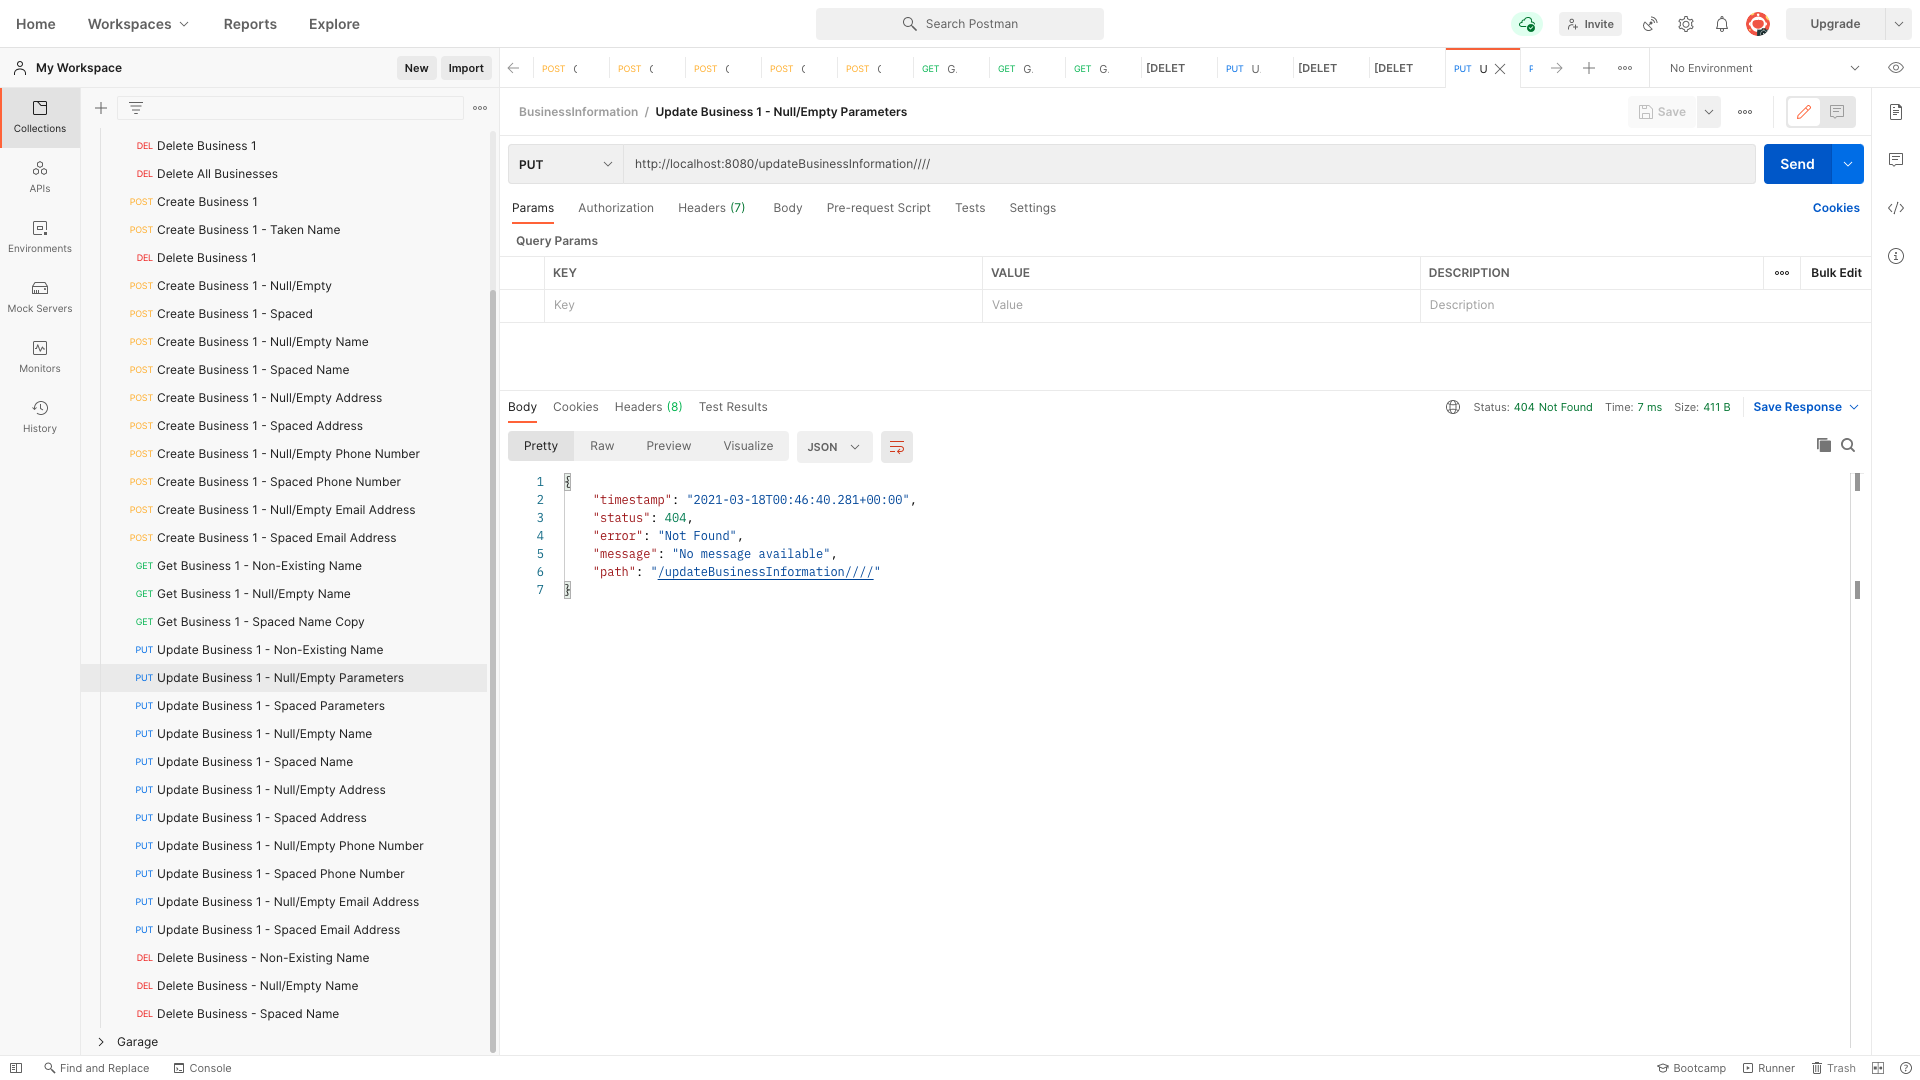 Home
Workspaces
Reports
Explore
Search Postman
Invite
Upgrade
My Workspace
New
Import
POST
POST
POST
POST
POST
GET G
GET G
GET G
[DELET
PUT U
[DELET
[DELET
PUT U
No Environment
Collections
APIs
Environments
Mock Servers
Monitors
History
DEL Delete Business 1
DEL Delete All Businesses
POST Create Business 1
POST Create Business 1 - Taken Name
DEL Delete Business 1
POST Create Business 1 - Null/Empty
POST Create Business 1 - Spaced
POST Create Business 1 - Null/Empty Name
POST Create Business 1 - Spaced Name
POST Create Business 1 - Null/Empty Address
POST Create Business 1 - Spaced Address
POST Create Business 1 - Null/Empty Phone Number
POST Create Business 1 - Spaced Phone Number
POST Create Business 1 - Null/Empty Email Address
POST Create Business 1 - Spaced Email Address
GET Get Business 1 - Non-Existing Name
GET Get Business 1 - Null/Empty Name
GET Get Business 1 - Spaced Name Copy
PUT Update Business 1 - Non-Existing Name
PUT Update Business 1 - Null/Empty Parameters
PUT Update Business 1 - Spaced Parameters
PUT Update Business 1 - Null/Empty Name
PUT Update Business 1 - Spaced Name
PUT Update Business 1 - Null/Empty Address
PUT Update Business 1 - Spaced Address
PUT Update Business 1 - Null/Empty Phone Number
PUT Update Business 1 - Spaced Phone Number
PUT Update Business 1 - Null/Empty Email Address
PUT Update Business 1 - Spaced Email Address
DEL Delete Business - Non-Existing Name
DEL Delete Business - Null/Empty Name
DEL Delete Business - Spaced Name
Garage
BusinessInformation / Update Business 1 - Null/Empty Parameters
Save
PUT http://localhost:8080/updateBusinessInformation////
Send
Params Authorization Headers (7) Body Pre-request Script Tests Settings
Cookies
Query Params
KEY VALUE DESCRIPTION Bulk Edit
Key Value Description
Body Cookies Headers (8) Test Results
Status: 404 Not Found Time: 7 ms Size: 411 B Save Response
Pretty Raw Preview Visualize JSON
1 {
2 "timestamp": "2021-03-18T00:46:40.281+00:00",
3 "status": 404,
4 "error": "Not Found",
5 "message": "No message available",
6 "path": "/updateBusinessInformation////"
7 }
Find and Replace
Console
Bootcamp
Runner
Trash